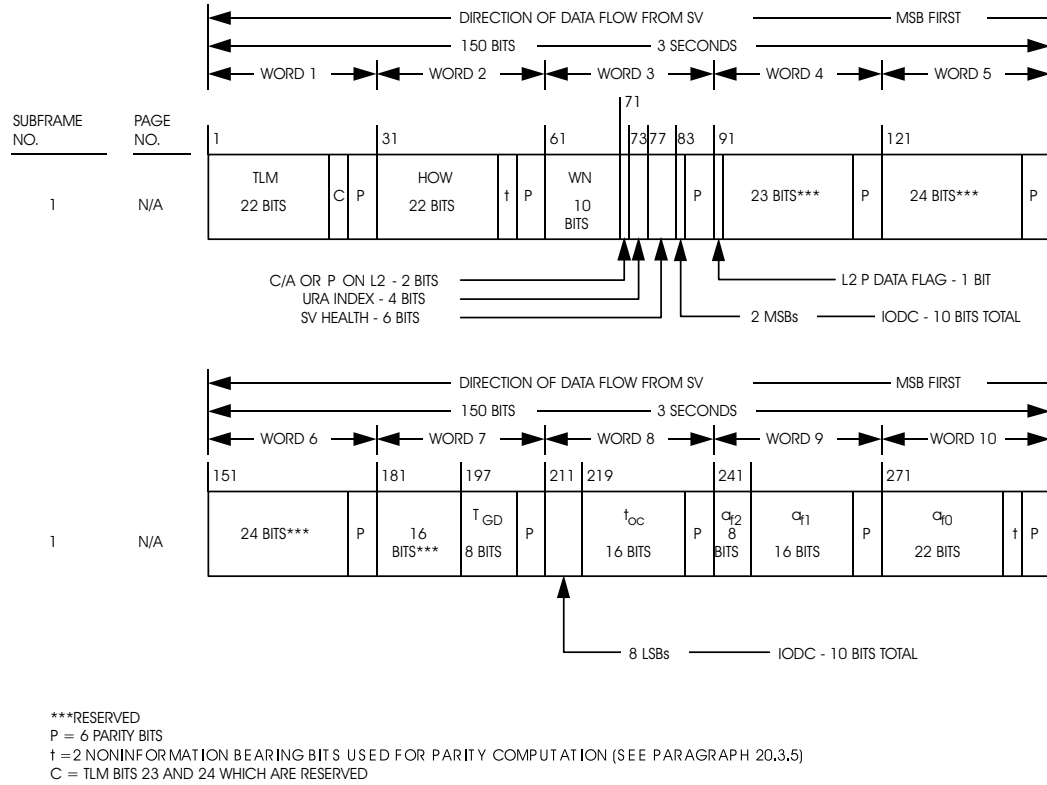 DIRECTION OF DATA FLOW FROM SV MSB FIRST
150 BITS 3 SECONDS
WORD 1 WORD 2 WORD 3 WORD 4 WORD 5
SUBFRAME NO. PAGE NO.
1 31 61 71 73 77 83 91 121
1 N/A
TLM 22 BITS C P
HOW 22 BITS t P
WN 10 BITS P
23 BITS*** P
24 BITS*** P
C/A OR P ON L2 - 2 BITS
URA INDEX - 4 BITS
SV HEALTH - 6 BITS
2 MSBs IODC - 10 BITS TOTAL
L2 P DATA FLAG - 1 BIT
DIRECTION OF DATA FLOW FROM SV MSB FIRST
150 BITS 3 SECONDS
WORD 6 WORD 7 WORD 8 WORD 9 WORD 10
151 181 197 211 219 241 271
1 N/A
24 BITS*** P
16 BITS***
TGD 8 BITS P
toc 16 BITS P
af2 8 BITS
af1 16 BITS P
af0 22 BITS t P
8 LSBs IODC - 10 BITS TOTAL
***RESERVED
P = 6 PARITY BITS
t = 2 NONINFORMATION BEARING BITS USED FOR PARITY COMPUTATION (SEE PARAGRAPH 20.3.5)
C = TLM BITS 23 AND 24 WHICH ARE RESERVED